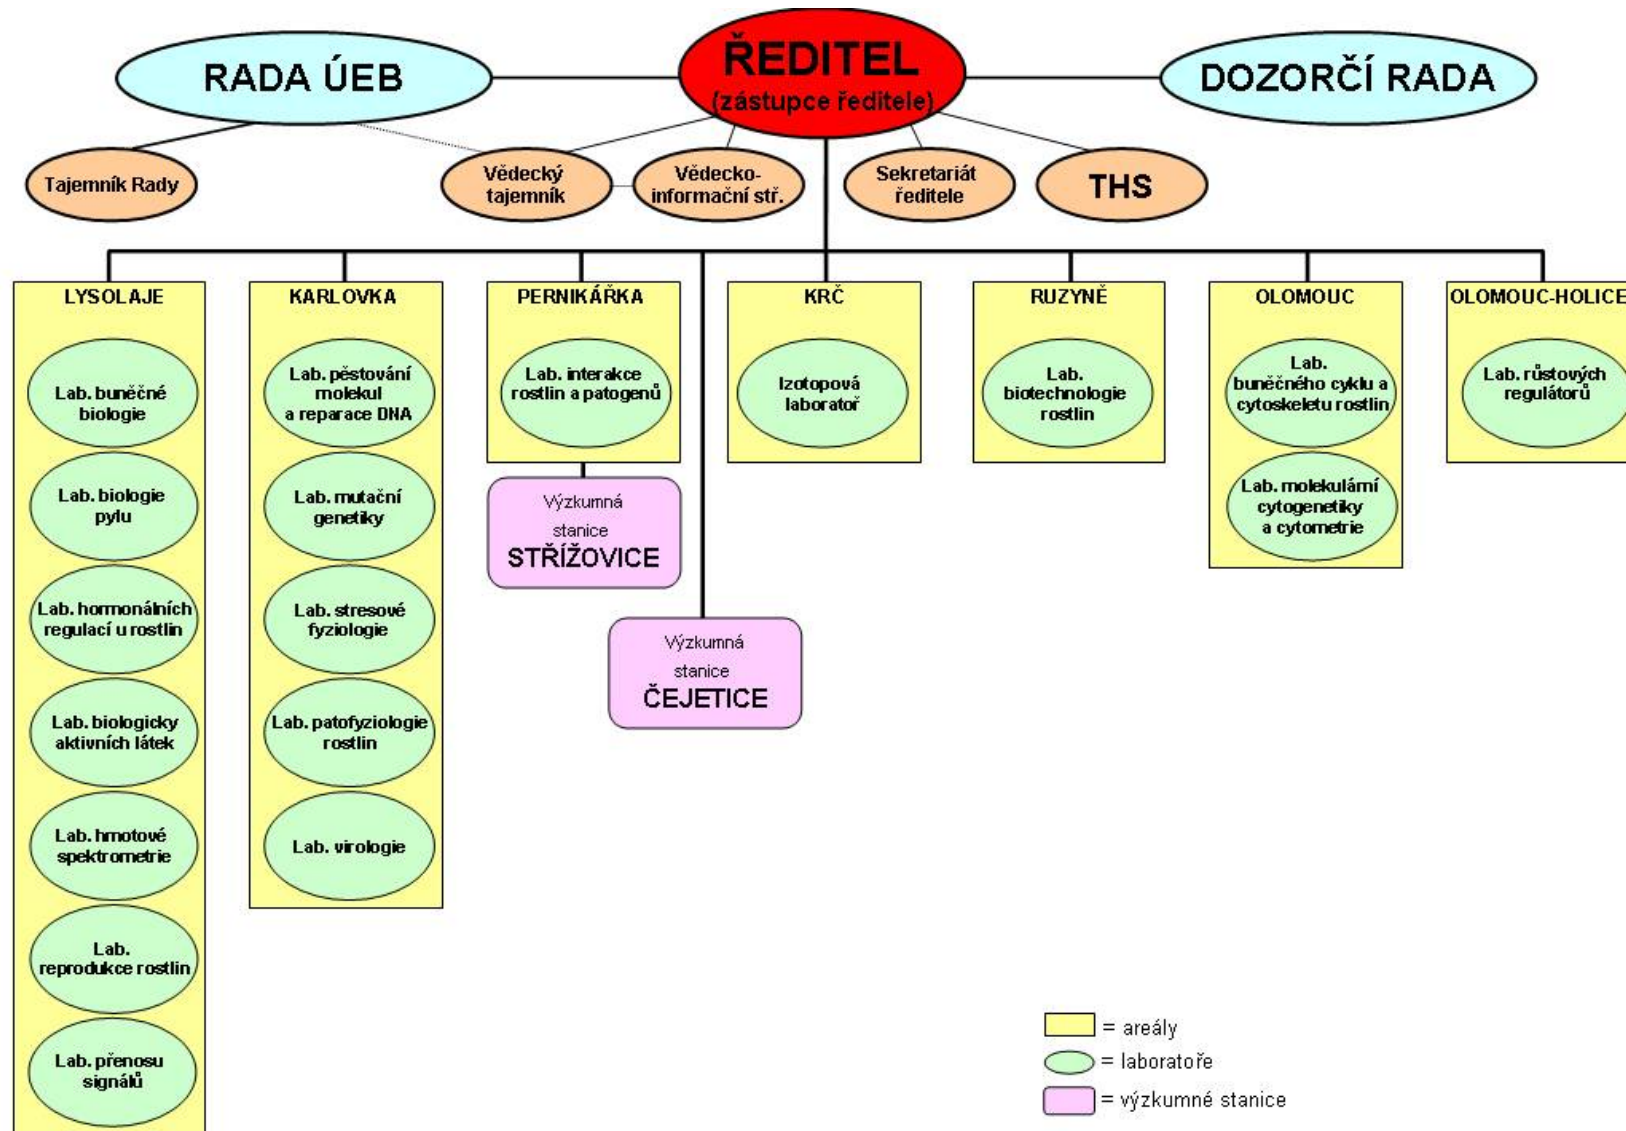 RADA ÚEB
ŘEDITEL
(zástupce ředitele)
DOZORČÍ RADA
Tajemník Rady
Vědecký
tajemník
Vědecko-
informační stř.
Sekretariát
ředitele
THS
LYSOLAJE
Lab. buněčné
biologie
Lab. biologie
pylu
Lab. hormonálních
regulací u rostlin
Lab. biologicky
aktivních látek
Lab. hmotové
spektrometrie
Lab.
reprodukce rostlin
Lab. přenosu
signálů
KARLOVKA
Lab. pěstování
molekul
a reparace DNA
Lab. mutační
genetiky
Lab. stresové
fyziologie
Lab. patofyziologie
rostlin
Lab. virologie
PERNIKÁŘKA
Lab. interakce
rostlin a patogenů
Výzkumná
stanice
STŘÍŽOVICE
Výzkumná
stanice
ČEJETICE
KRČ
Izotopová
laboratoř
RUZYNĚ
Lab.
biotechnologie
rostlin
OLOMOUC
Lab.
buněčného cyklu a
cytoskeletu rostlin
Lab. molekulární
cytogenetiky
a cytometrie
OLOMOUC-HOLICE
Lab. růstových
regulátorů
= areály
= laboratoře
= výzkumné stanice